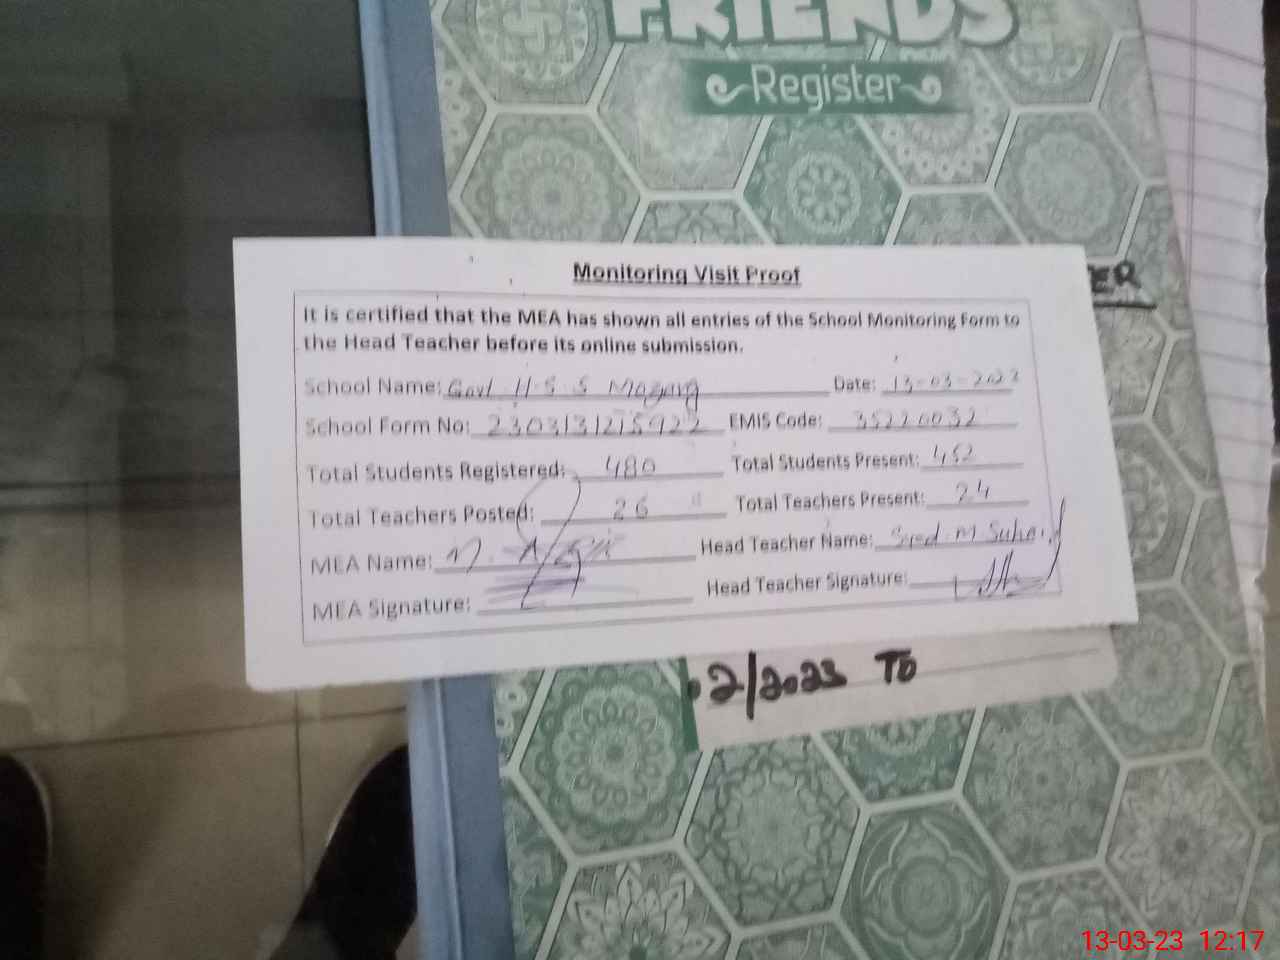 FRIENDS
Register
ER
Monitoring Visit Proof
It is certified that the MEA has shown all entries of the School Monitoring Form to
the Head Teacher before its online submission.
School Name: Govt. H.S.S Mozang Date: 13-03-2023
School Form No: EMIS Code: 35220032
Total Students Registered: 480 Total Students Present: 452
Total Teachers Posted: 26 Total Teachers Present: 24
MEA Name: M. Head Teacher Name: M
MEA Signature: Head Teacher Signature:
02/2023 TO
13-03-23 12:17